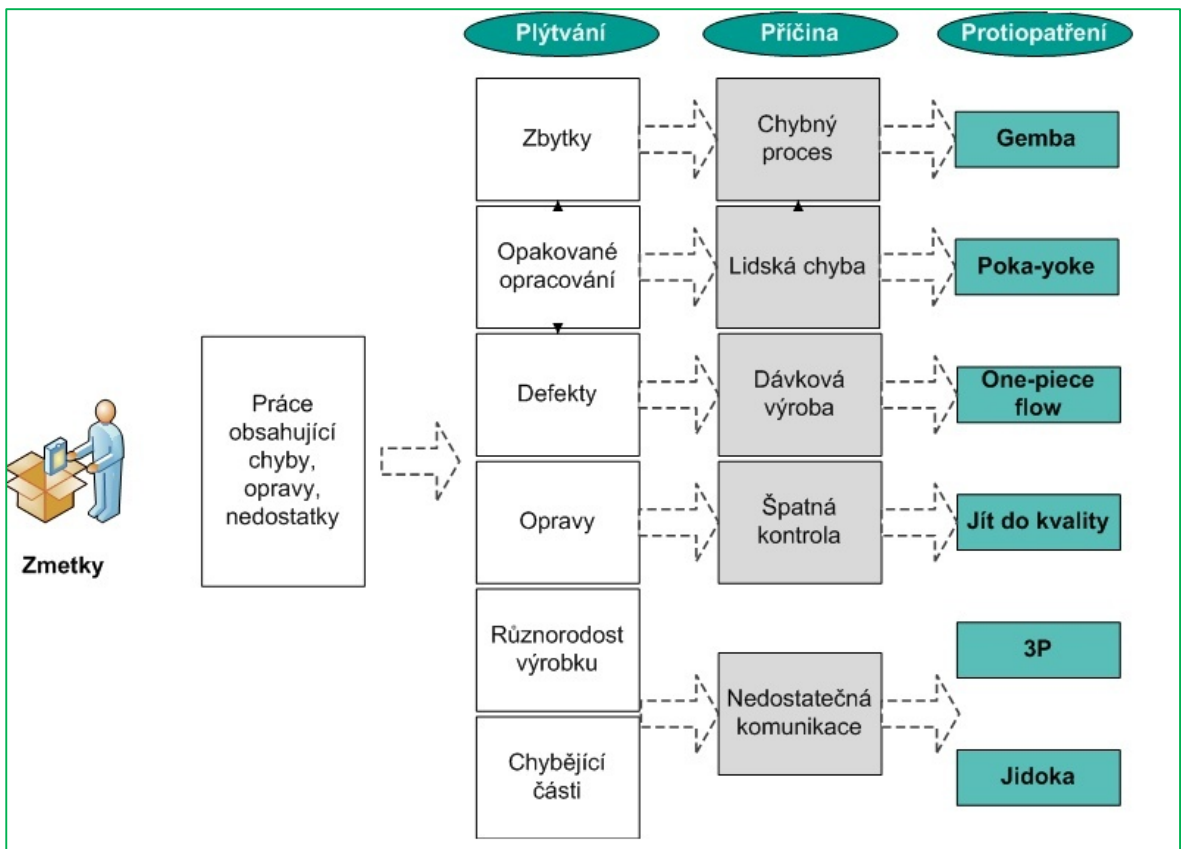 Plýtvání
Příčina
Protiopatření
Zbytky
Chybný
proces
Gemba
Opakované
opracování
Lidská chyba
Poka-yoke
Práce
obsahující
chyby,
opravy,
nedostatky
Zmetky
Defekty
Dávková
výroba
One-piece
flow
Opravy
Špatná
kontrola
Jít do kvality
Různorodost
výrobku
Nedostatečná
komunikace
3P
Chybějící
části
Jidoka